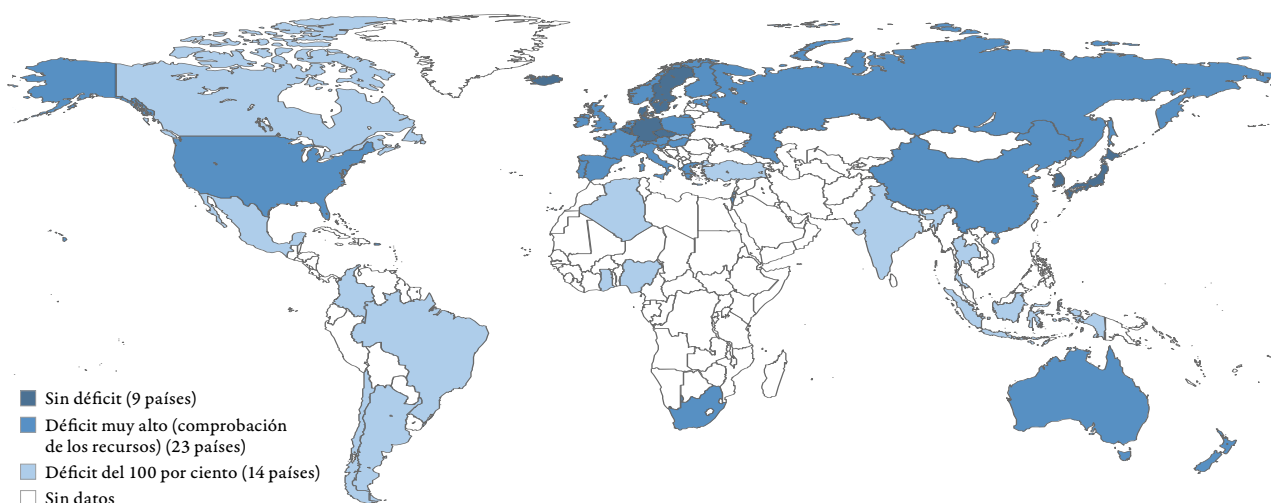 Sin déficit (9 países)
Déficit muy alto (comprobación
de los recursos) (23 países)
Déficit del 100 por ciento (14 países)
Sin datos